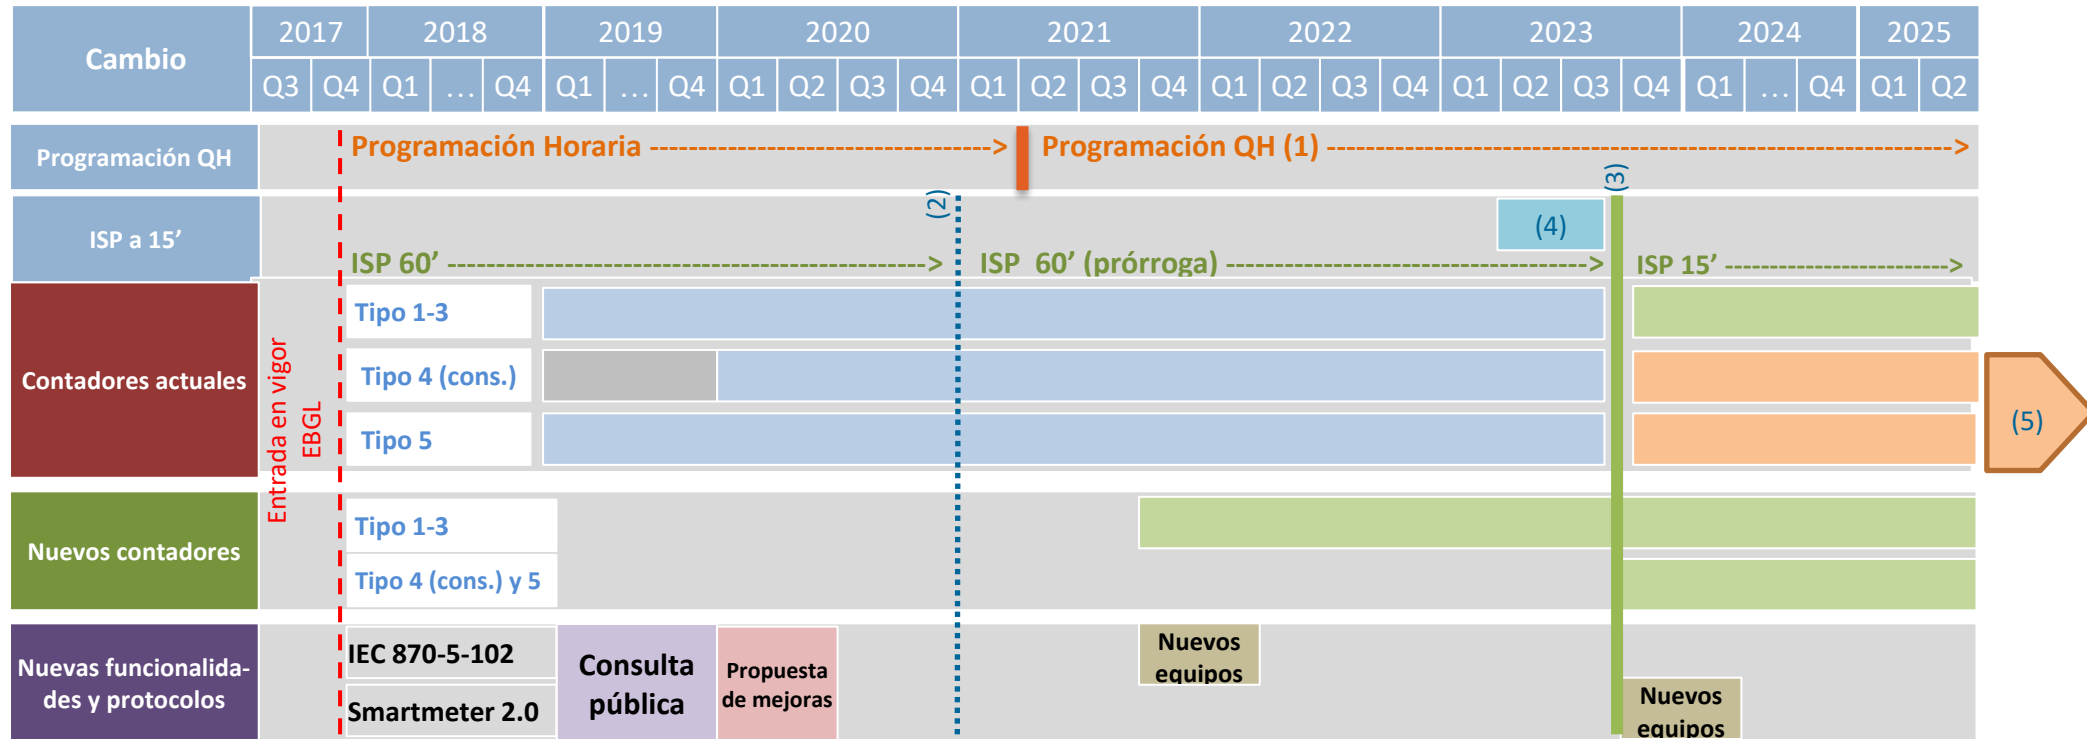 Cambio
2017 2018 2019 2020 2021 2022 2023 2024 2025
Q3 Q4 Q1 ... Q4 Q1 ... Q4 Q1 Q2 Q3 Q4 Q1 Q2 Q3 Q4 Q1 Q2 Q3 Q4 Q1 Q2 Q3 Q4 Q1 ... Q4 Q1 Q2
Programación QH
Programación Horaria ---------------------------------->
Programación QH (1) ---------------------------------------------------------------->
ISP a 15’
(2)
(3)
(4)
ISP 60’ ------------------------------------------------>
ISP 60’ (prórroga) ------------------------------------>
ISP 15’ ----------------------->
Entrada en vigor
EBGL
Contadores actuales
Tipo 1-3
Tipo 4 (cons.)
Tipo 5
(5)
Nuevos contadores
Tipo 1-3
Tipo 4 (cons.) y 5
Nuevas funcionalida-
des y protocolos
IEC 870-5-102
Smartmeter 2.0
Consulta
pública
Propuesta
de mejoras
Nuevos
equipos
Nuevos
equipos